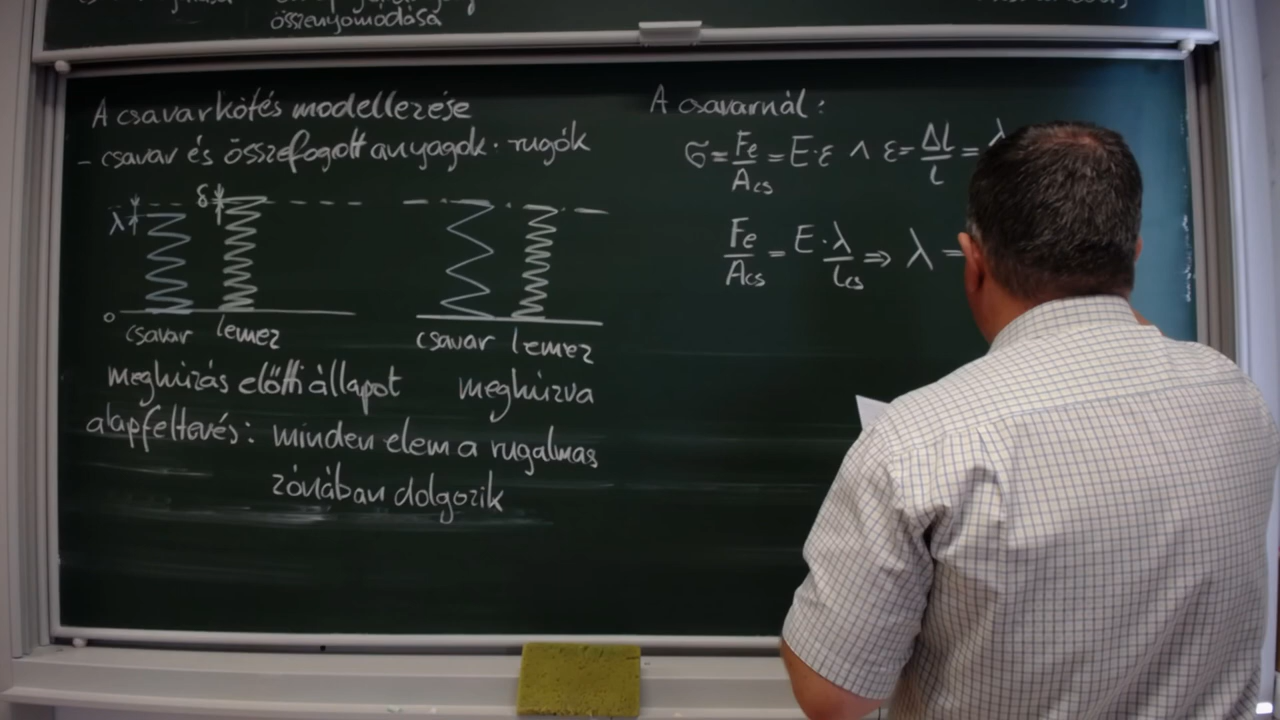 összenyomódása
A csavarkötés modellezése
- csavar és összefogott anyagok: rugók
λ δ
0
csavar lemez
csavar lemez
meghúzás előtti állapot meghúzva
alapfeltevés: minden elem a rugalmas
zónában dolgozik
A csavarnál:
σ = Fe/Acs = E·ε ∧ ε = Δl/l = λ
Fe/Acs = E·λ/lcs ⇒ λ =